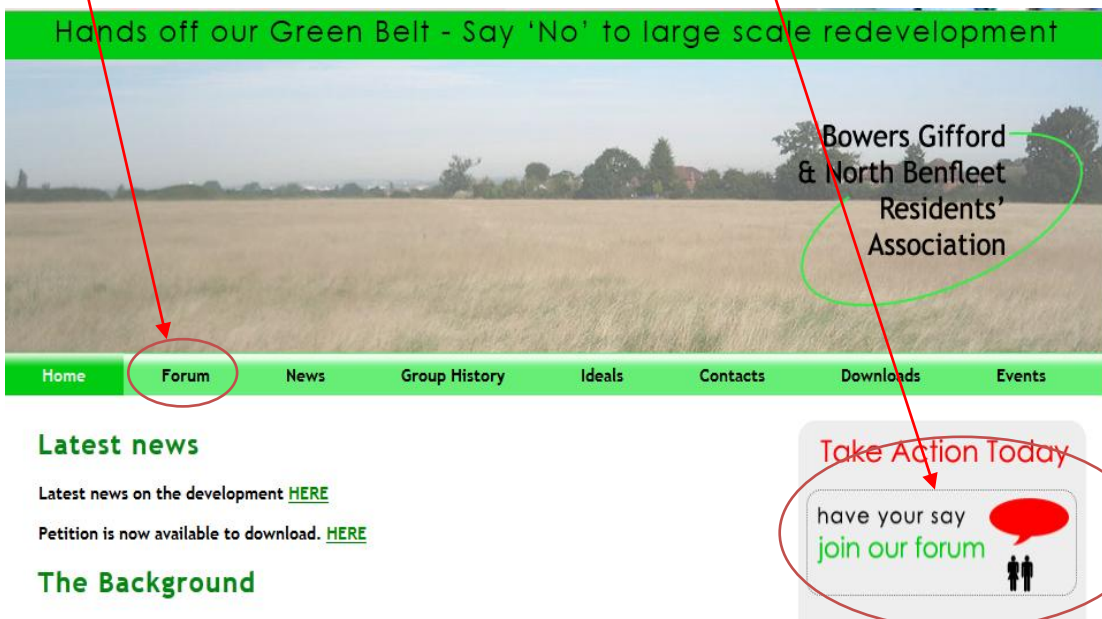 Hands off our Green Belt - Say ‘No’ to large scale redevelopment
Bowers Gifford
& North Benfleet
Residents’
Association
Home Forum News Group History Ideals Contacts Downloads Events
Latest news
Latest news on the development HERE
Petition is now available to download. HERE
The Background
Take Action Today
have your say
join our forum